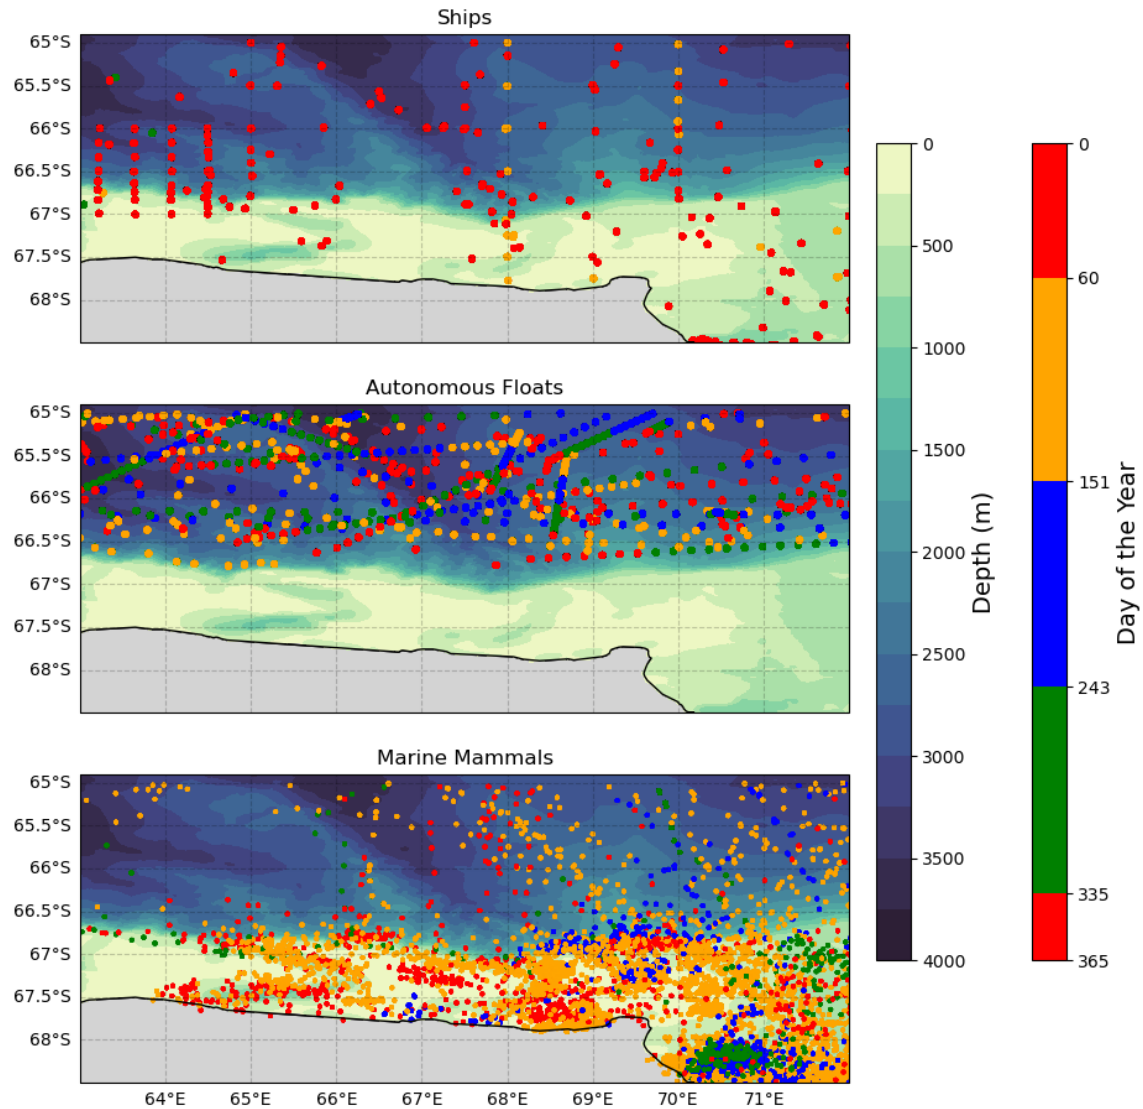 Ships
65°S
65.5°S
66°S
66.5°S
67°S
67.5°S
68°S
Autonomous Floats
65°S
65.5°S
66°S
66.5°S
67°S
67.5°S
68°S
Marine Mammals
65°S
65.5°S
66°S
66.5°S
67°S
67.5°S
68°S
64°E 65°E 66°E 67°E 68°E 69°E 70°E 71°E
0
500
1000
1500
2000
2500
3000
3500
4000
Depth (m)
0
60
151
243
335
365
Day of the Year